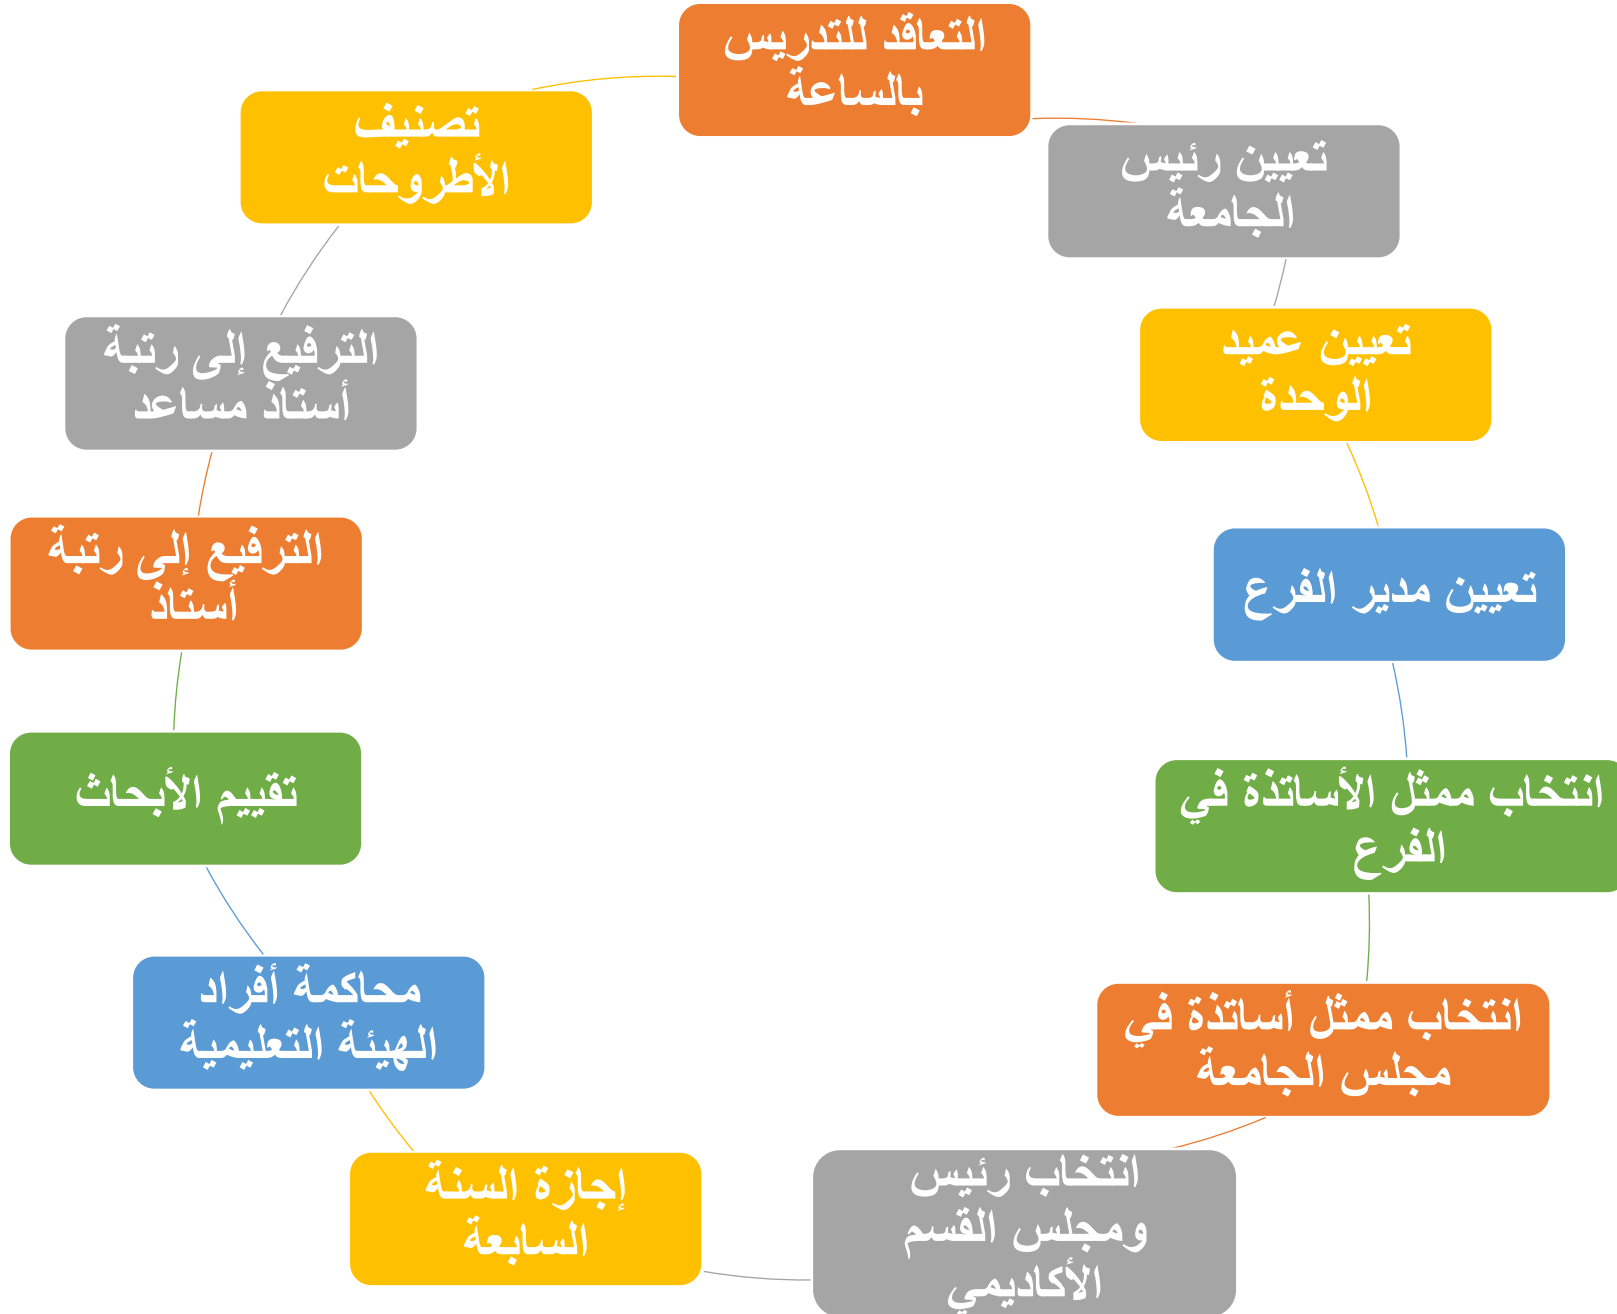 التعاقد للتدريس
بالساعة
تعيين رئيس
الجامعة
تعيين عميد
الوحدة
تعيين مدير الفرع
انتخاب ممثل الأساتذة في
الفرع
انتخاب ممثل أساتذة في
مجلس الجامعة
انتخاب رئيس
ومجلس القسم
الأكاديمي
إجازة السنة
السابعة
محاكمة أفراد
الهيئة التعليمية
تقييم الأبحاث
الترفيع إلى رتبة
أستاذ
الترفيع إلى رتبة
أستاذ مساعد
تصنيف
الأطروحات